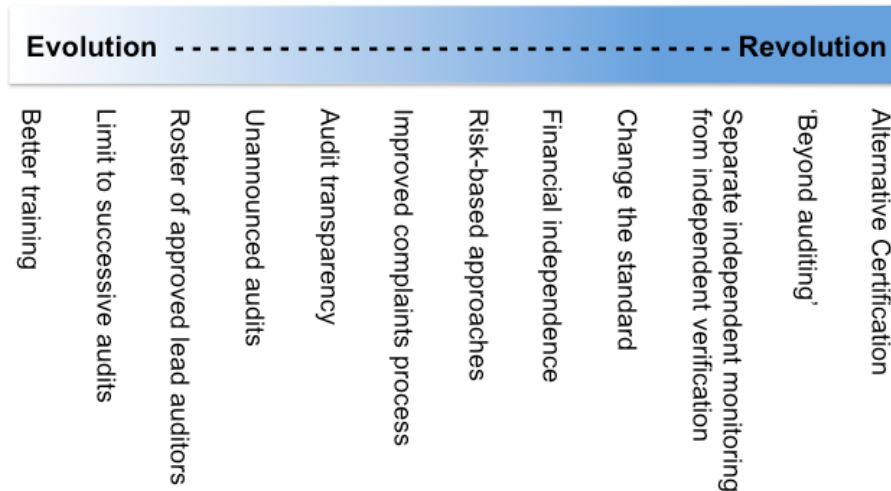 Evolution - - - - - - - - - - - - - - - - - - - - - - - - - - - - - - - - - - - - - - - Revolution
Better training
Limit to successive audits
Roster of approved lead auditors
Unannounced audits
Audit transparency
Improved complaints process
Risk-based approaches
Financial independence
Change the standard
Separate independent monitoring
from independent verification
'Beyond auditing'
Alternative Certification